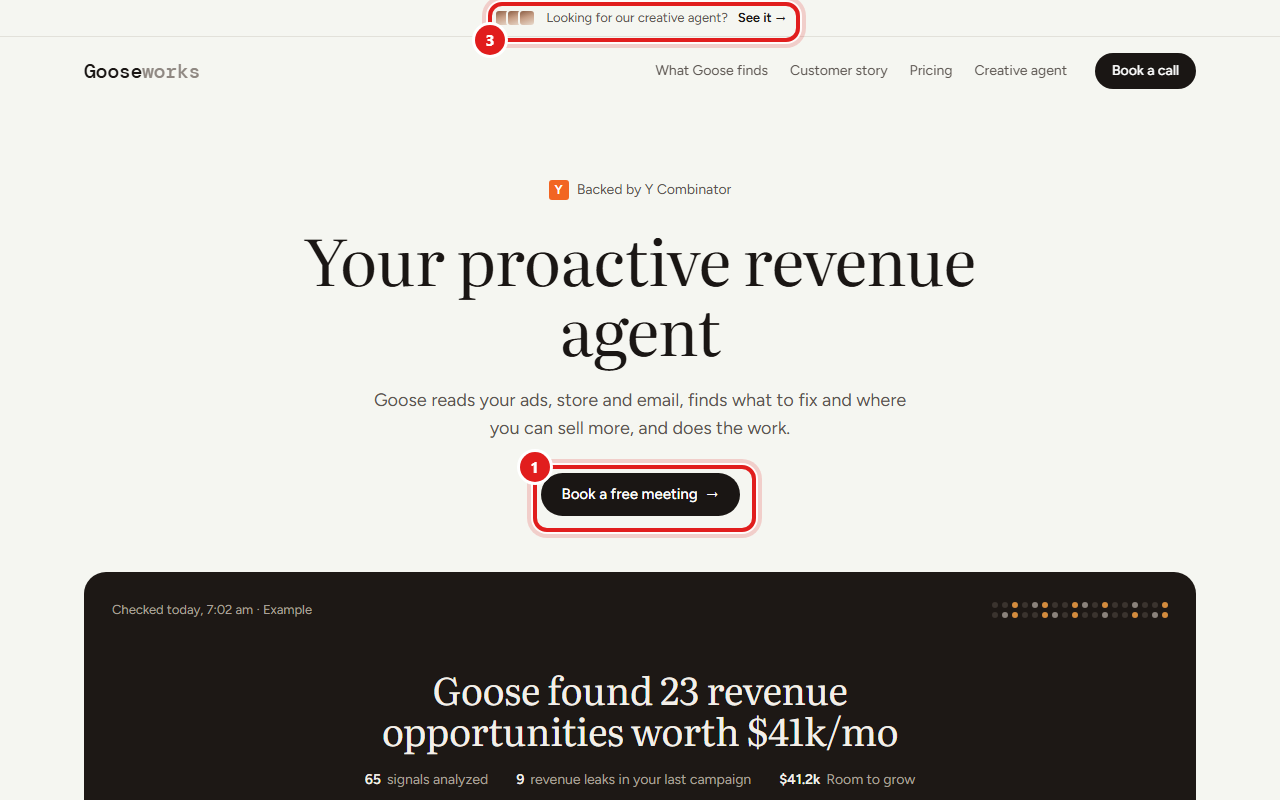 Looking for our creative agent? See it →
3
Gooseworks
What Goose finds Customer story Pricing Creative agent Book a call
Y Backed by Y Combinator
Your proactive revenue
agent
Goose reads your ads, store and email, finds what to fix and where
you can sell more, and does the work.
1
Book a free meeting →
Checked today, 7:02 am · Example
Goose found 23 revenue
opportunities worth $41k/mo
65 signals analyzed 9 revenue leaks in your last campaign $41.2k Room to grow